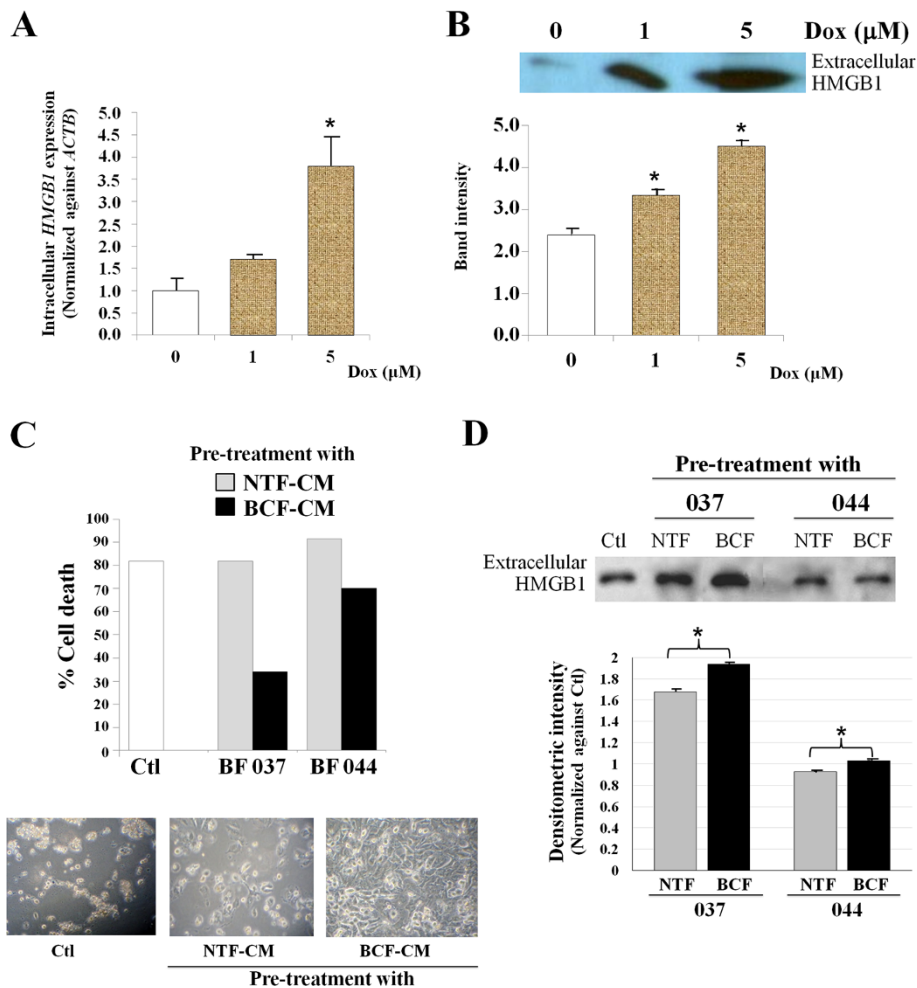 A
Intracellular HMGB1 expression
(Normalized against ACTB)
5.0
4.5
4.0
3.5
3.0
2.5
2.0
1.5
1.0
0.5
0.0
*
0 1 5
Dox (μM)
B
0 1 5 Dox (μM)
Extracellular
HMGB1
Band intensity
5.0
4.0
3.0
2.0
1.0
0.0
* *
0 1 5
Dox (μM)
C
Pre-treatment with
NTF-CM
BCF-CM
% Cell death
100
90
80
70
60
50
40
30
20
10
90
Ctl BF 037 BF 044
Ctl NTF-CM BCF-CM
Pre-treatment with
D
Pre-treatment with
037 044
Ctl NTF BCF NTF BCF
Extracellular
HMGB1
Densitometric intensity
(Normalized against Ctl)
2
1.8
1.6
1.4
1.2
1
0.8
0.6
0.4
0.2
0
* *
NTF BCF NTF BCF
037 044